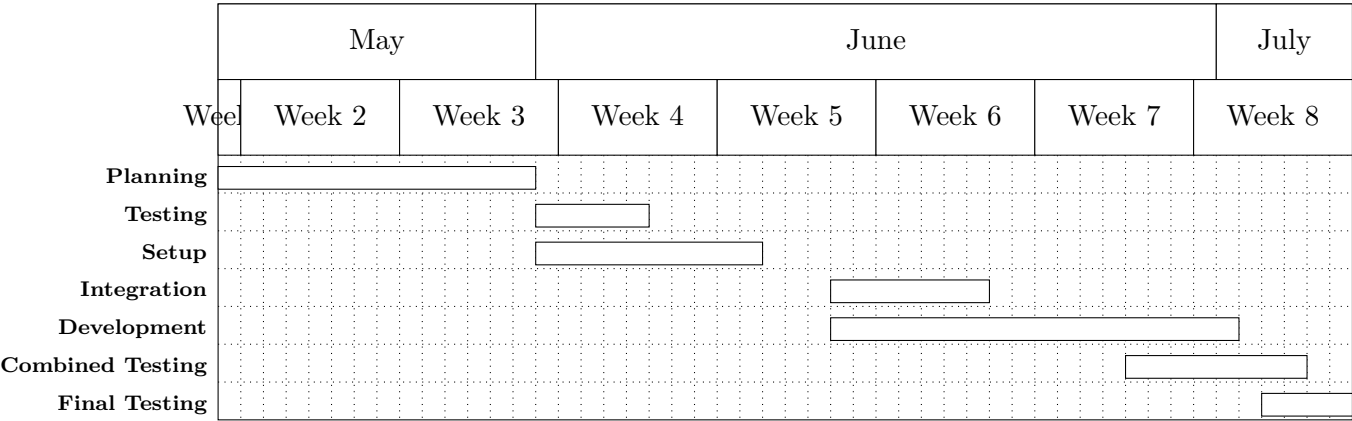 May June July
Week Week 2 Week 3 Week 4 Week 5 Week 6 Week 7 Week 8
Planning
Testing
Setup
Integration
Development
Combined Testing
Final Testing